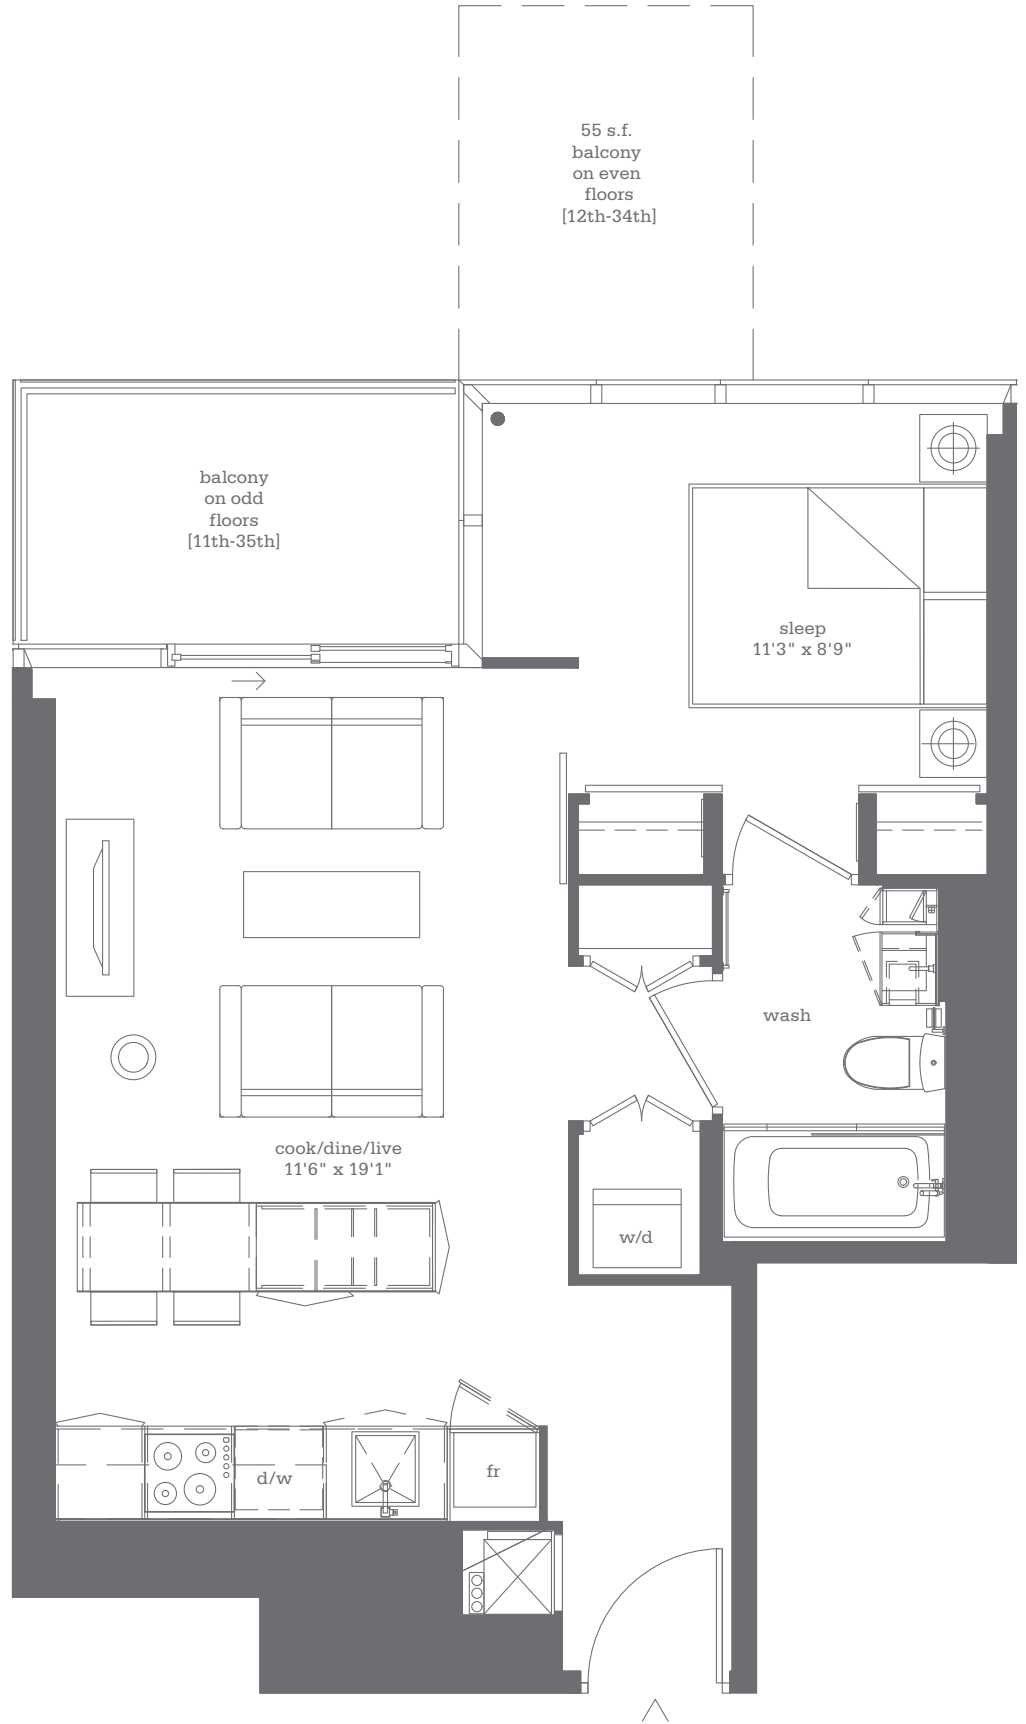 55 s.f.
balcony
on even
floors
[12th-34th]
balcony
on odd
floors
[11th-35th]
sleep
11'3" x 8'9"
wash
cook/dine/live
11'6" x 19'1"
w/d
d/w
fr